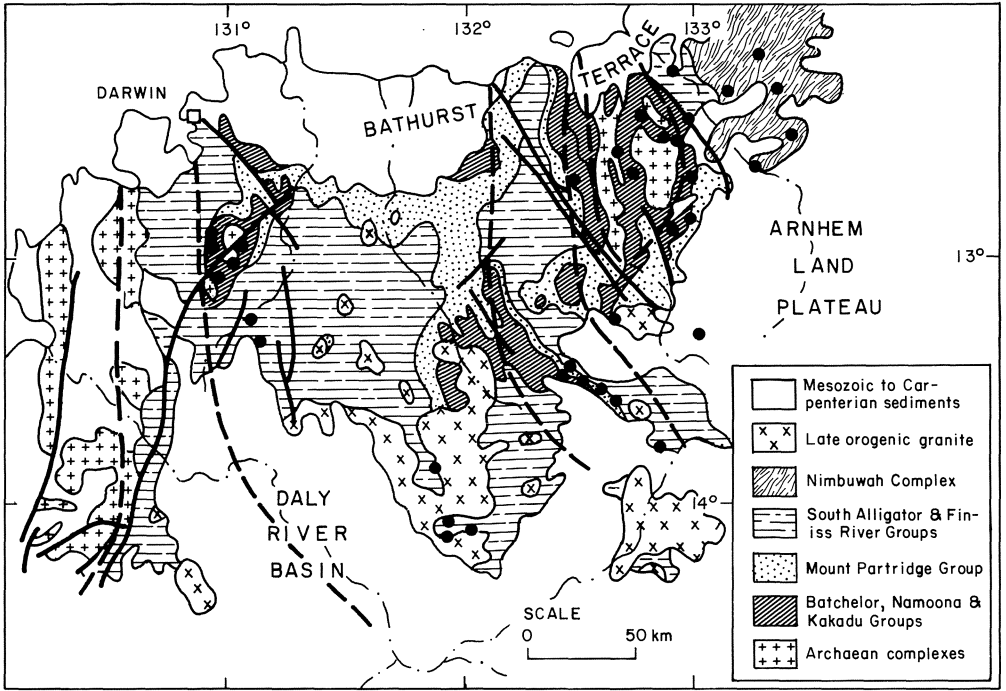 131°
132°
133°
DARWIN
BATHURST
TERRACE
ARNHEM
LAND
PLATEAU
13°
14°
DALY
RIVER
BASIN
SCALE
0 50 km
Mesozoic to Car-
penterian sediments
Late orogenic granite
Nimbuwah Complex
South Alligator & Fin-
iss River Groups
Mount Partridge Group
Batchelor, Namoona &
Kakadu Groups
Archaean complexes